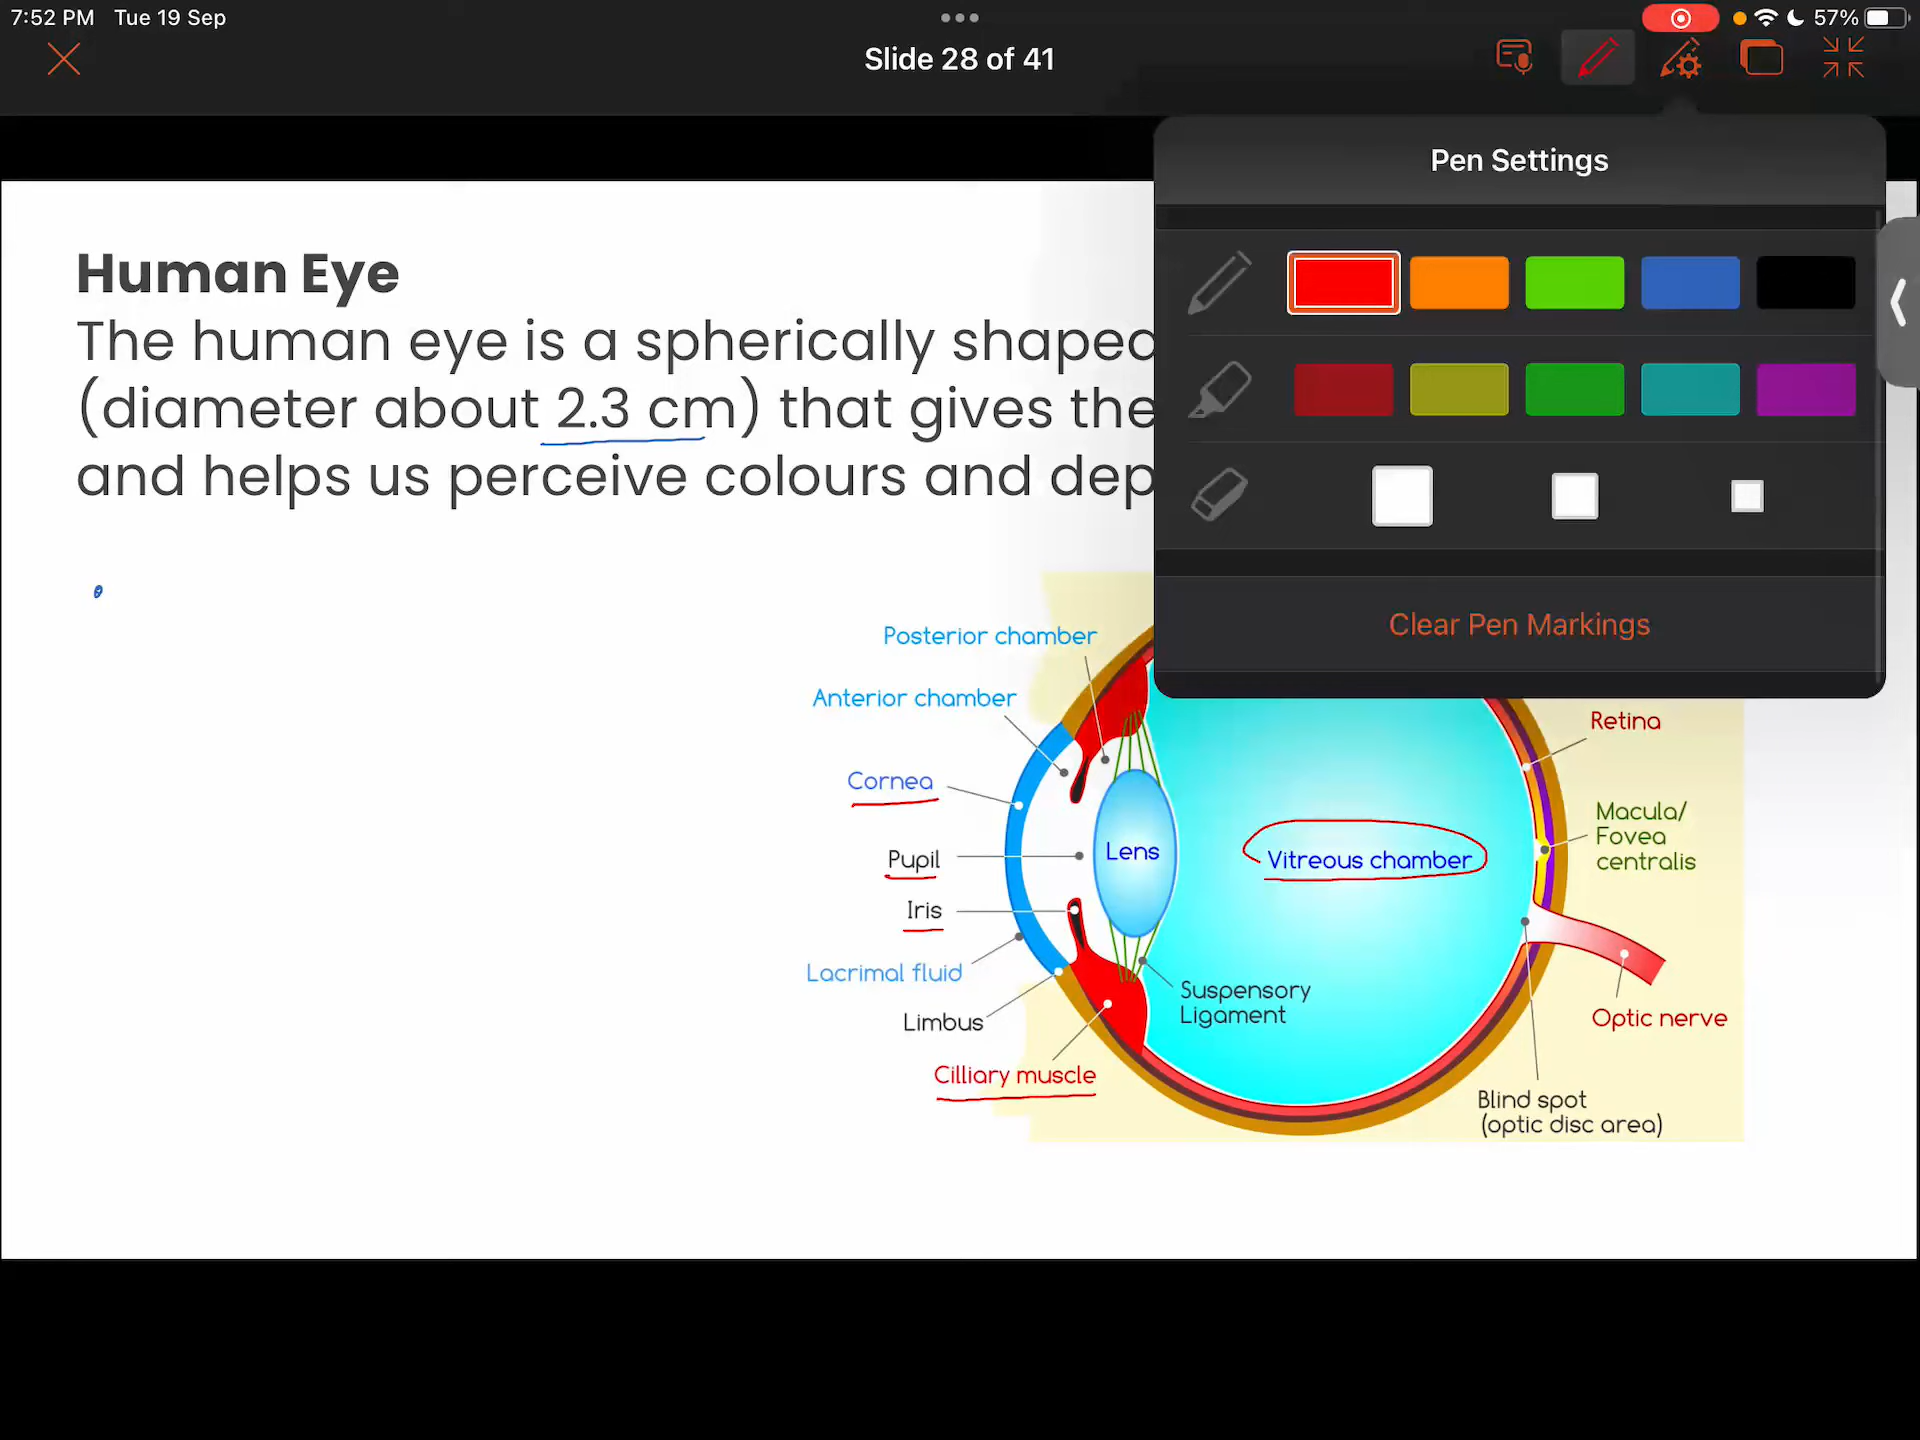 7:52 PM Tue 19 Sep
57%
Slide 28 of 41
Pen Settings
Clear Pen Markings
Human Eye
The human eye is a spherically shaped
(diameter about 2.3 cm) that gives the
and helps us perceive colours and dep
Posterior chamber
Anterior chamber
Cornea
Pupil
Iris
Lacrimal fluid
Limbus
Cilliary muscle
Lens
Vitreous chamber
Suspensory
Ligament
Retina
Macula/
Fovea
centralis
Optic nerve
Blind spot
(optic disc area)